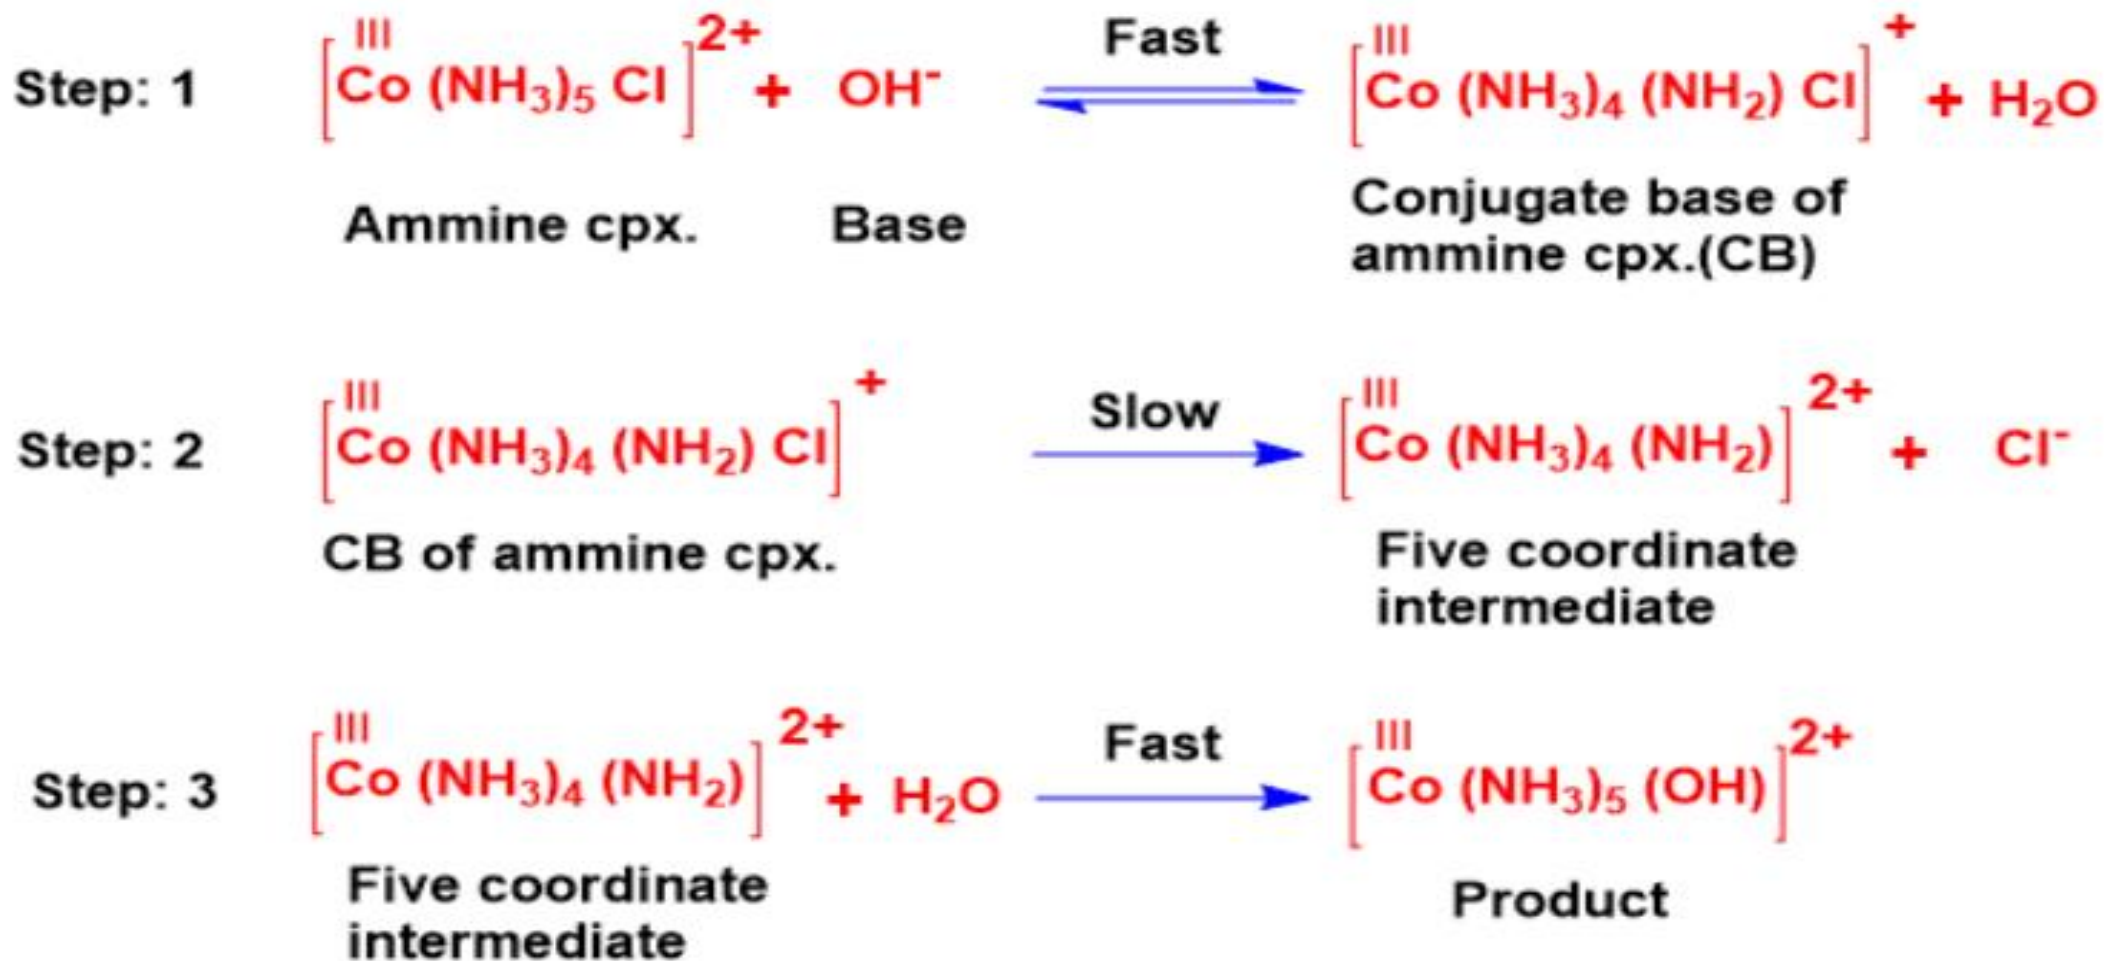 Step: 1 [Co (NH₃)₅ Cl]²⁺ + OH⁻ Fast [Co (NH₃)₄ (NH₂) Cl]⁺ + H₂O
III III
Ammine cpx. Base Conjugate base of
ammine cpx.(CB)
Step: 2 [Co (NH₃)₄ (NH₂) Cl]⁺ Slow [Co (NH₃)₄ (NH₂)]²⁺ + Cl⁻
III III
CB of ammine cpx. Five coordinate
intermediate
Step: 3 [Co (NH₃)₄ (NH₂)]²⁺ + H₂O Fast [Co (NH₃)₅ (OH)]²⁺
III III
Five coordinate
intermediate
Product